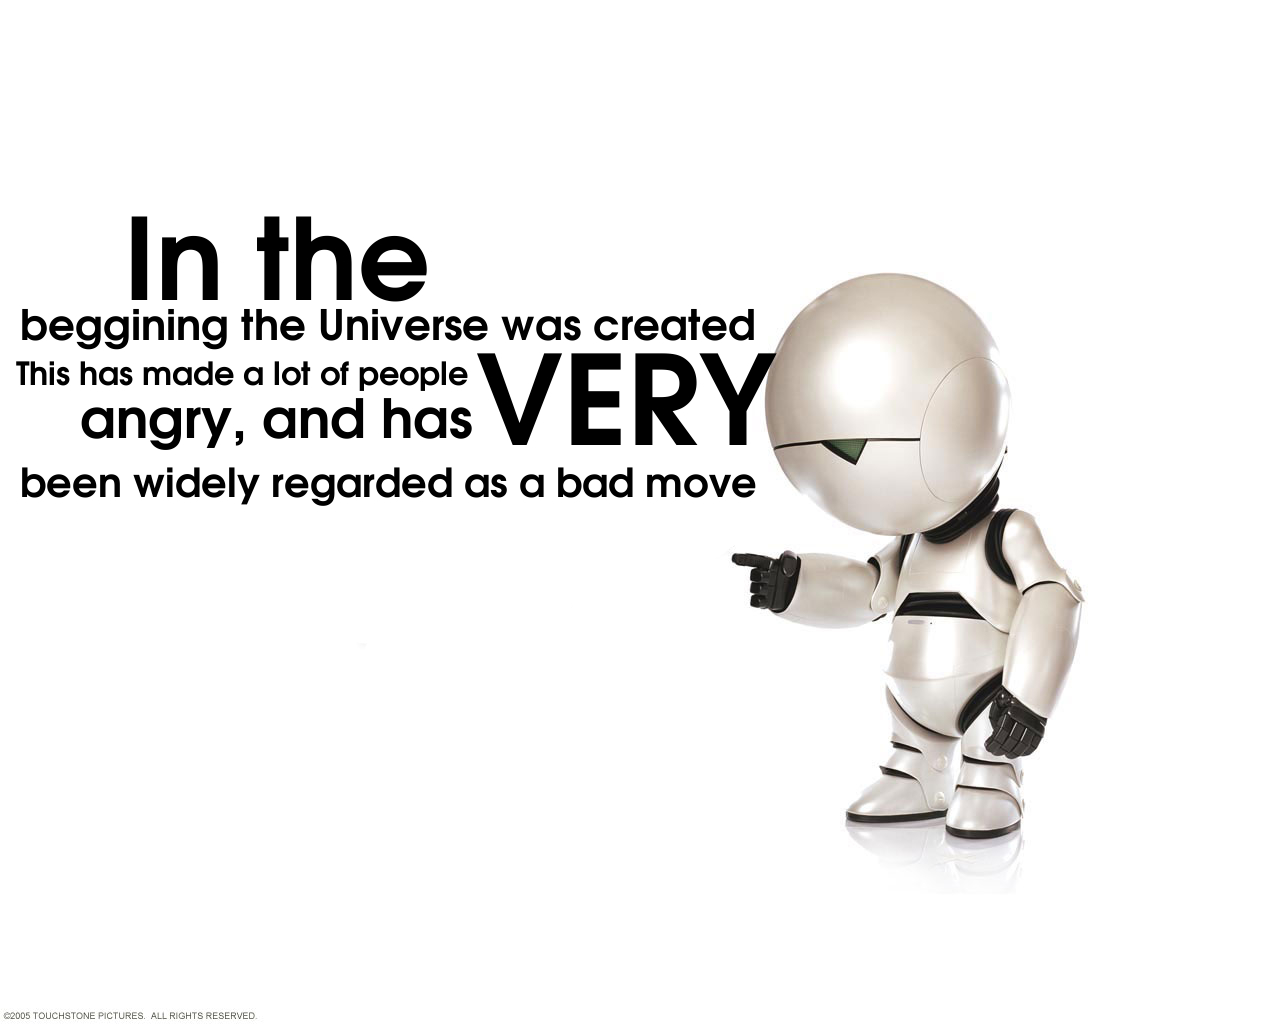 In the
beggining the Universe was created
This has made a lot of people VERY
angry, and has
been widely regarded as a bad move
©2005 TOUCHSTONE PICTURES. ALL RIGHTS RESERVED.